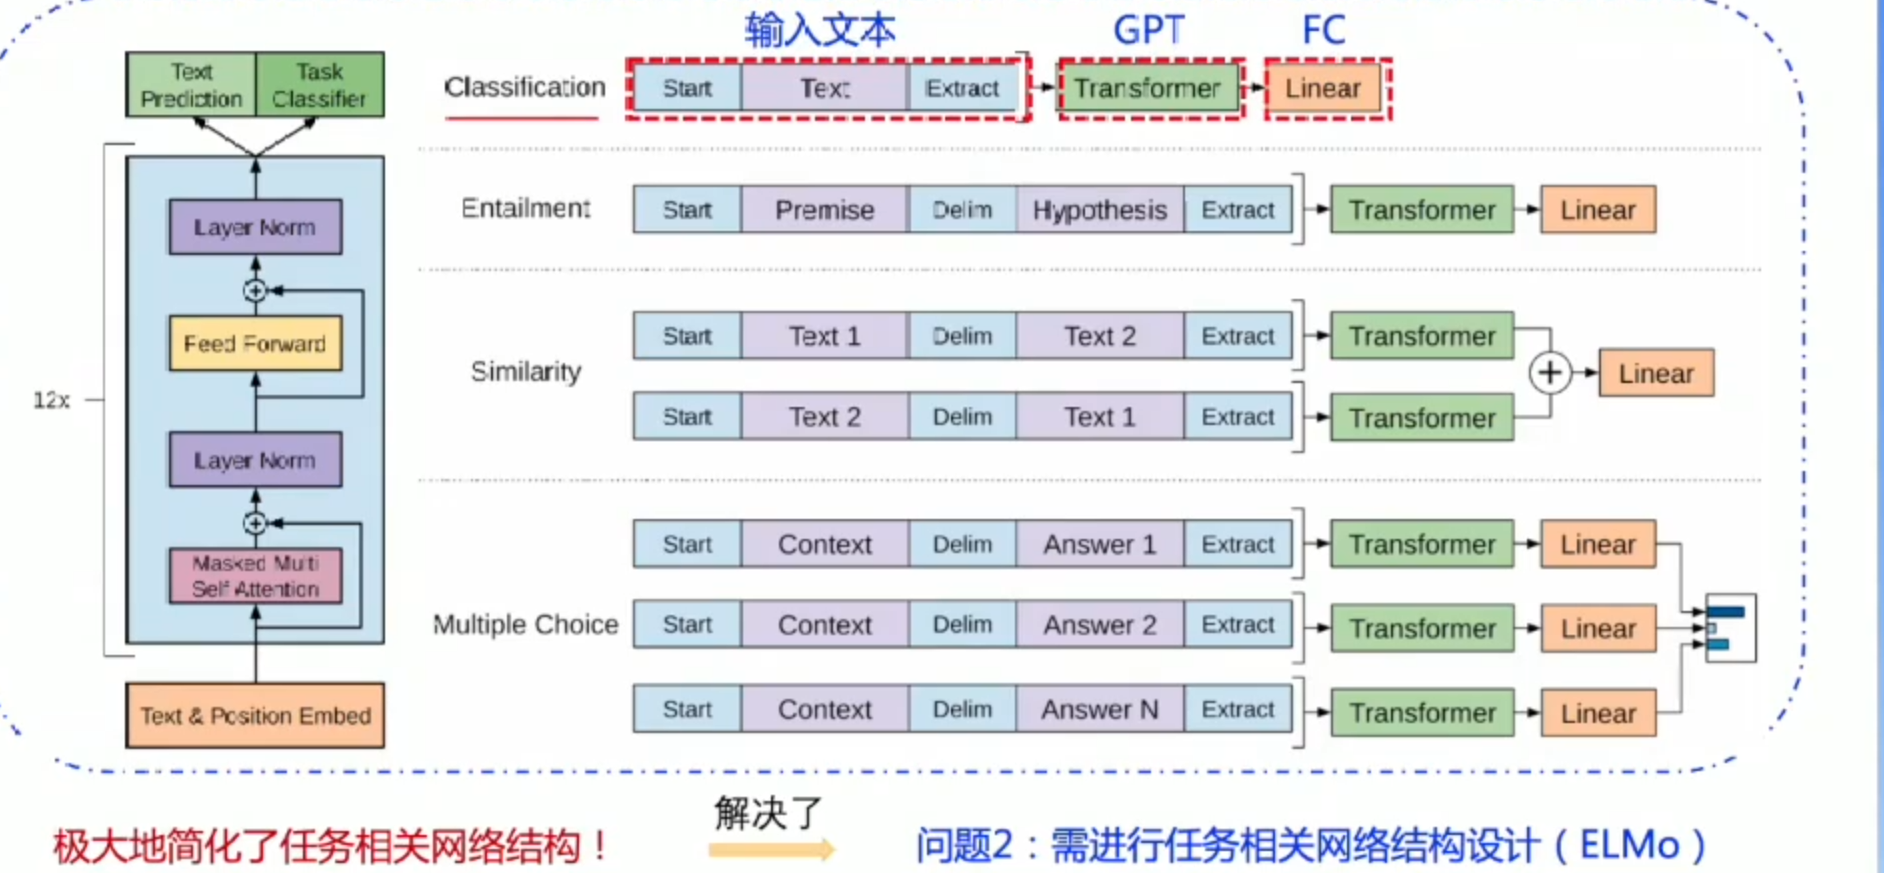 输入文本
GPT
FC
Text
Prediction
Task
Classifier
Classification
Start
Text
Extract
Transformer
Linear
Layer Norm
Entailment
Start
Premise
Delim
Hypothesis
Extract
Transformer
Linear
Feed Forward
Similarity
Start
Text 1
Delim
Text 2
Extract
Transformer
Start
Text 2
Delim
Text 1
Extract
Transformer
Linear
12x
Layer Norm
Masked Multi
Self Attention
Multiple Choice
Start
Context
Delim
Answer 1
Extract
Transformer
Linear
Start
Context
Delim
Answer 2
Extract
Transformer
Linear
Start
Context
Delim
Answer N
Extract
Transformer
Linear
Text & Position Embed
极大地简化了任务相关网络结构！
解决了
问题2：需进行任务相关网络结构设计（ELMo）